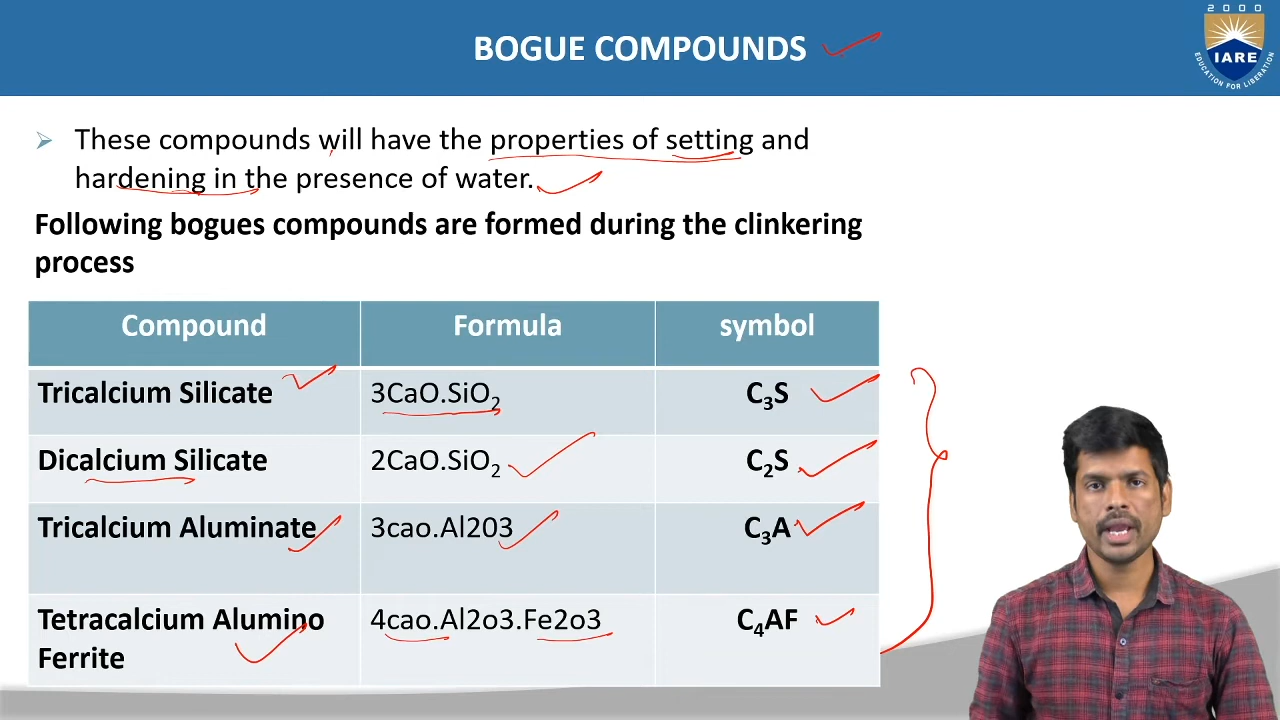 2000
IARE
EDUCATION FOR LIBERATION
BOGUE COMPOUNDS
These compounds will have the properties of setting and
hardening in the presence of water.
Following bogues compounds are formed during the clinkering
process
Compound Formula symbol
Tricalcium Silicate 3CaO.SiO₂ C₃S
Dicalcium Silicate 2CaO.SiO₂ C₂S
Tricalcium Aluminate 3cao.Al203 C₃A
Tetracalcium Alumino 4cao.Al2o3.Fe2o3 C₄AF
Ferrite